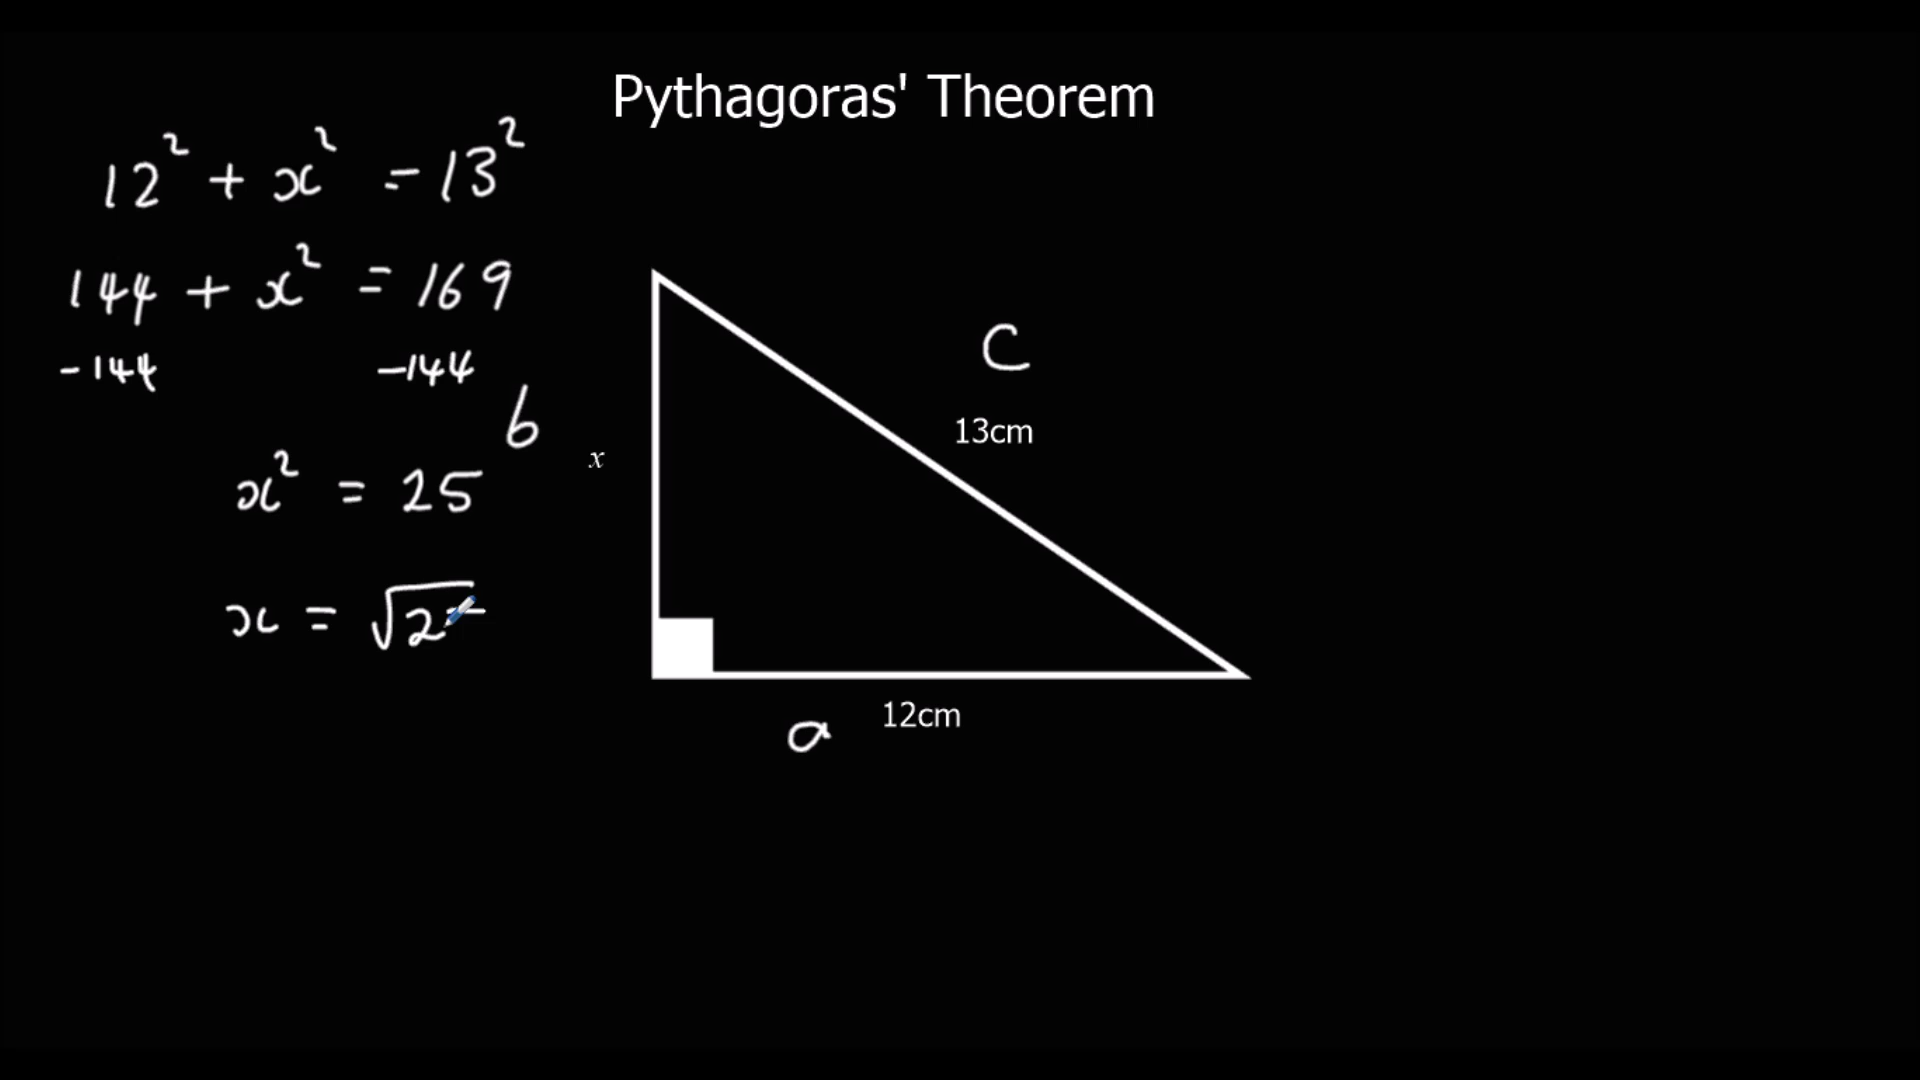 Pythagoras' Theorem
12² + x² = 13²
144 + x² = 169
-144 -144
b
x² = 25
x
x = √2
C
13cm
12cm
a